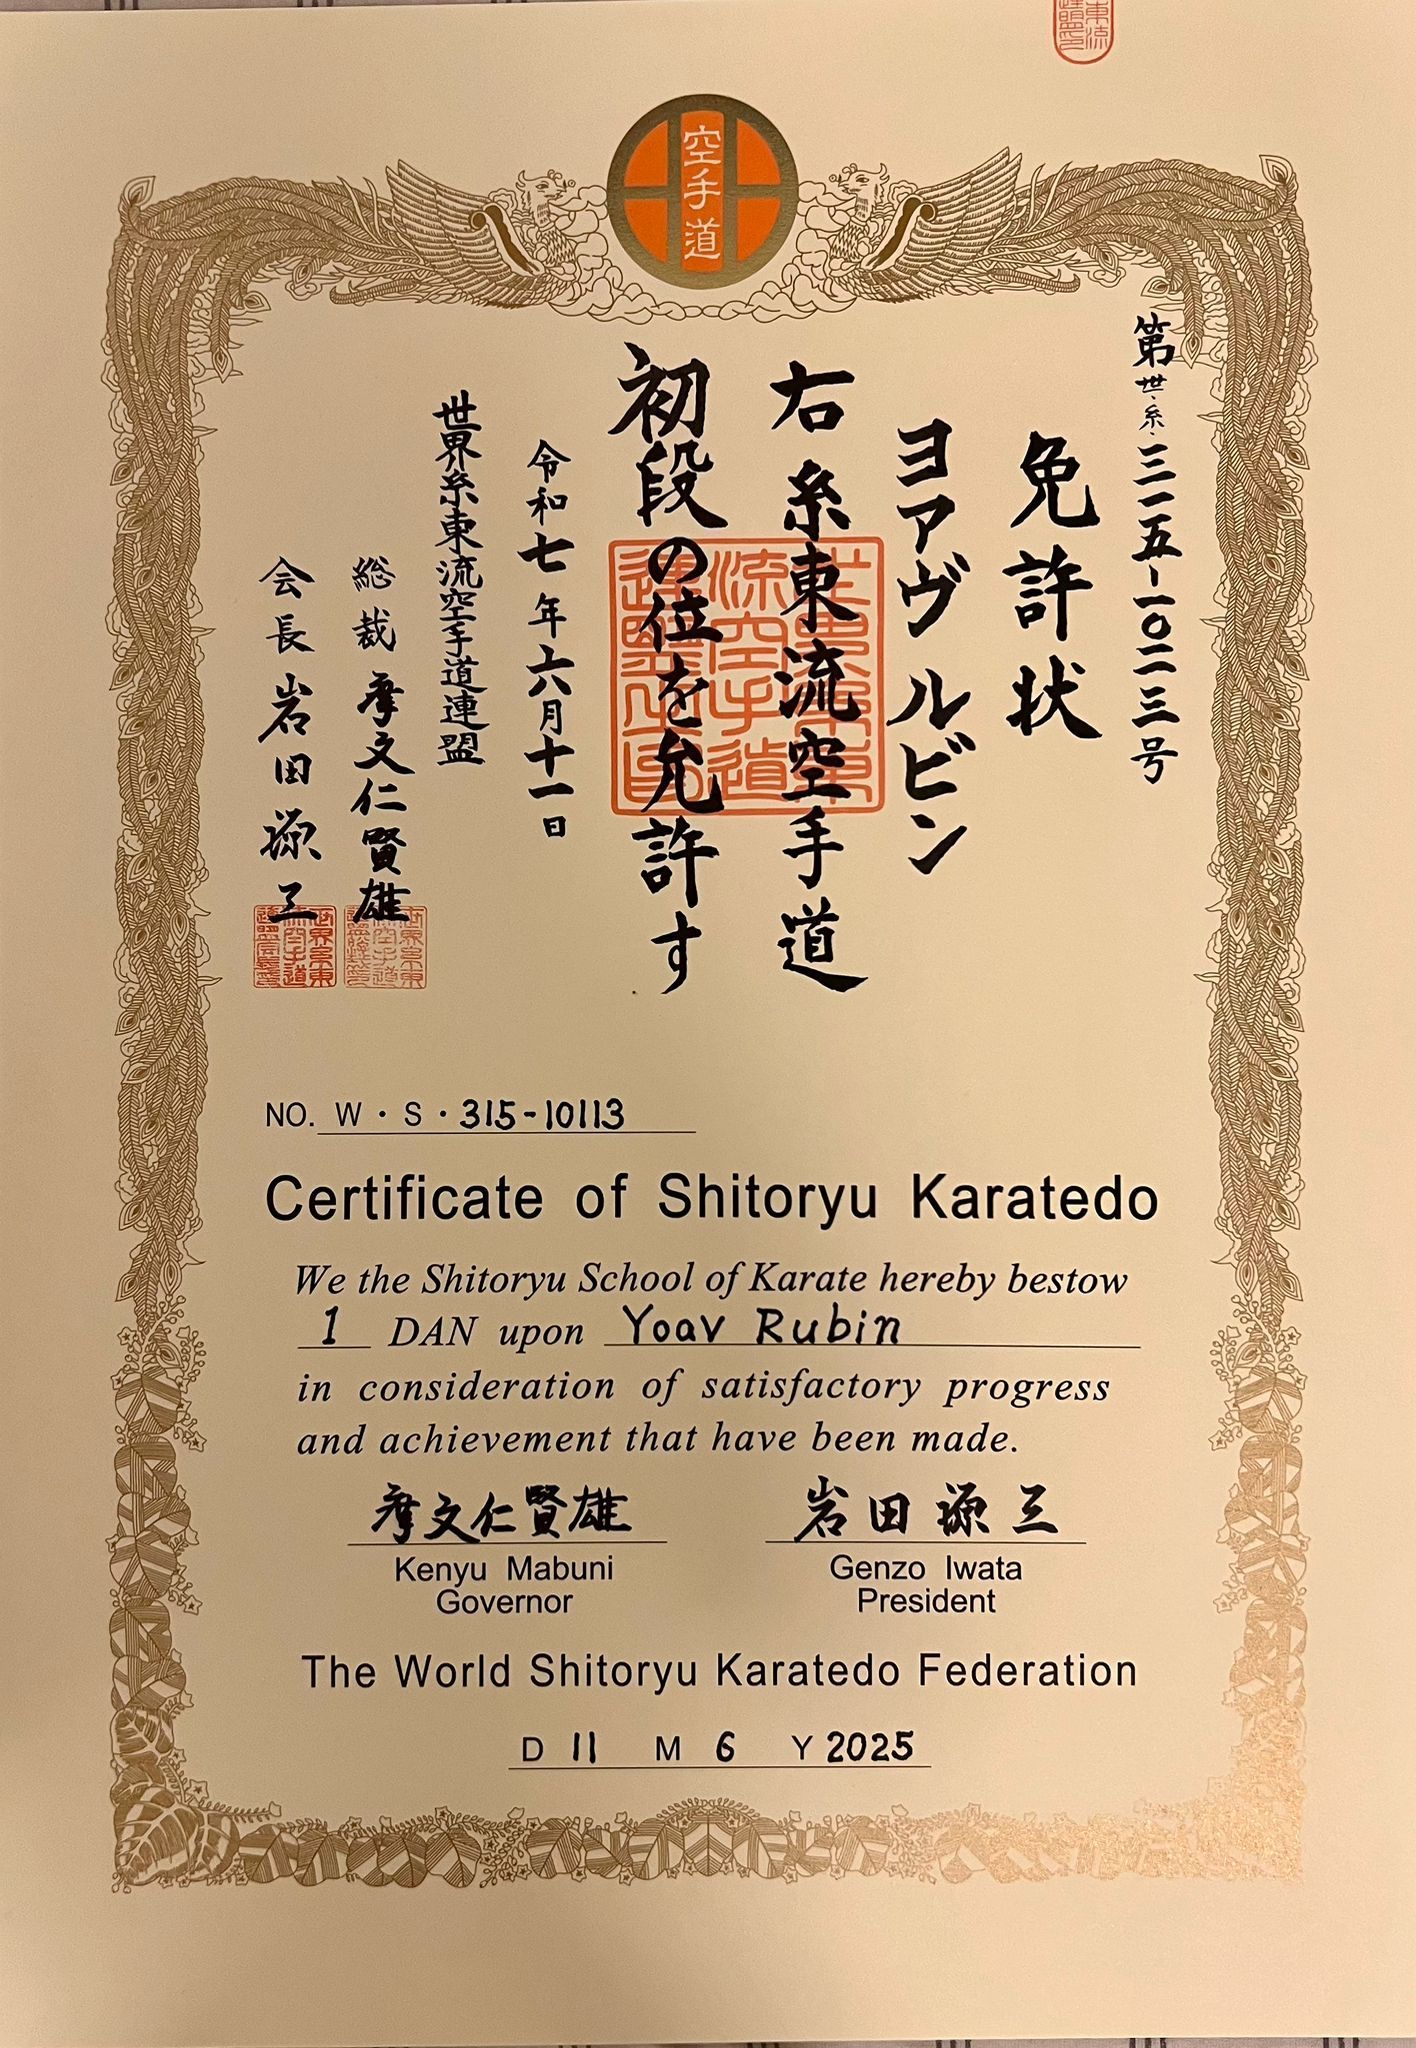 空手道
第世・糸・三一五-一〇一一三号
免許状
ヨアヴ ルビン
右 糸東流空手道
初段の位を允許す
令和七年六月十一日
世界糸東流空手道連盟
総裁 摩文仁賢雄
会長 岩田源三
NO. W・S・315-10113
Certificate of Shitoryu Karatedo
We the Shitoryu School of Karate hereby bestow
1 DAN upon Yoav Rubin
in consideration of satisfactory progress
and achievement that have been made.
摩文仁賢雄 岩田源三
Kenyu Mabuni Genzo Iwata
Governor President
The World Shitoryu Karatedo Federation
D 11 M 6 Y 2025